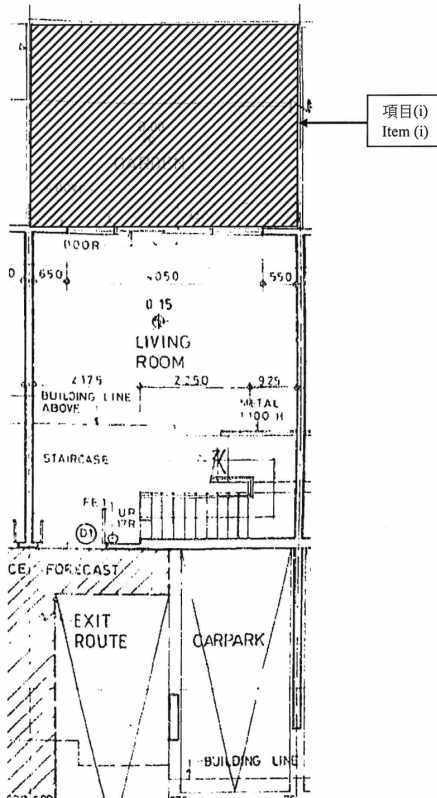 項目(i)
Item (i)
GARDEN
DOOR
650
4050
550
0.15
LIVING
ROOM
2175
2250
925
BUILDING LINE
ABOVE
METAL
1100 H
STAIRCASE
UP
17R
D1
FORECAST
EXIT
ROUTE
CARPARK
BUILDING LINE